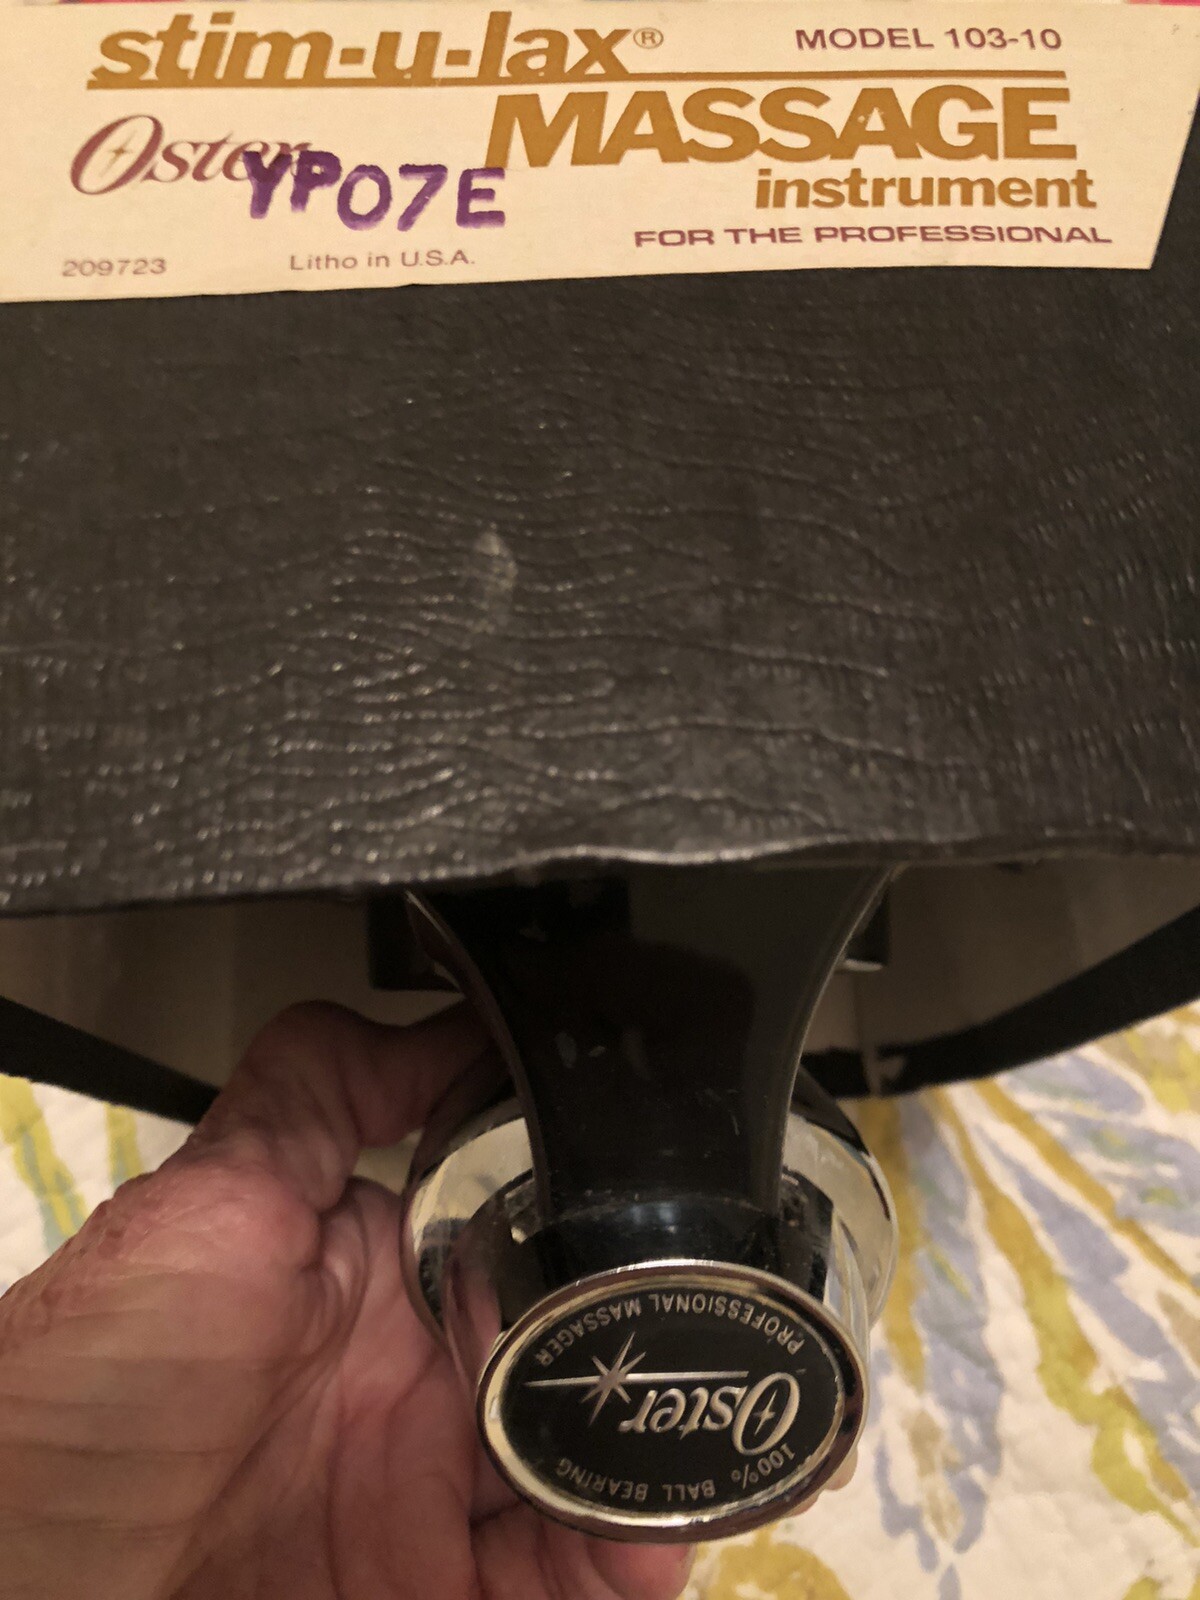 stim-u-lax® MODEL 103-10
MASSAGE
Oster
YP07E
instrument
FOR THE PROFESSIONAL
209723 Litho in U.S.A.
PROFESSIONAL MASSAGER
Oster
100% BALL BEARING